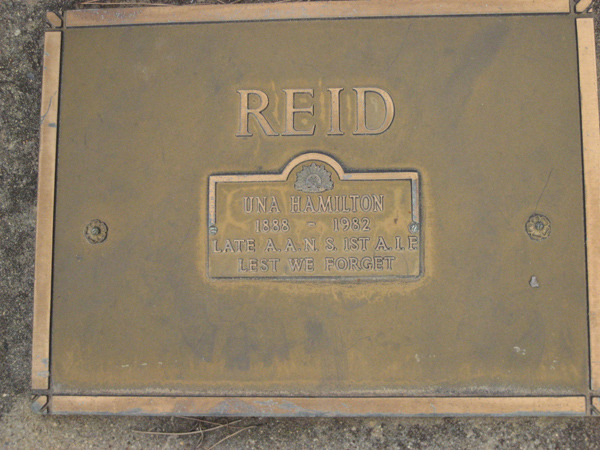 REID
UNA HAMILTON
1888 - 1982
LATE A.A.N.S. 1ST A.I.F
LEST WE FORGET